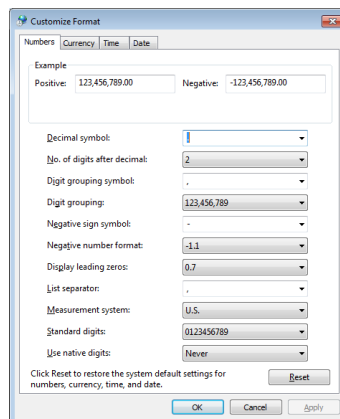 Customize Format
Numbers Currency Time Date
Example
Positive: 123,456,789.00 Negative: -123,456,789.00
Decimal symbol: .
No. of digits after decimal: 2
Digit grouping symbol: ,
Digit grouping: 123,456,789
Negative sign symbol: -
Negative number format: -1.1
Display leading zeros: 0.7
List separator: ,
Measurement system: U.S.
Standard digits: 0123456789
Use native digits: Never
Click Reset to restore the system default settings for
numbers, currency, time, and date.
Reset
OK Cancel Apply